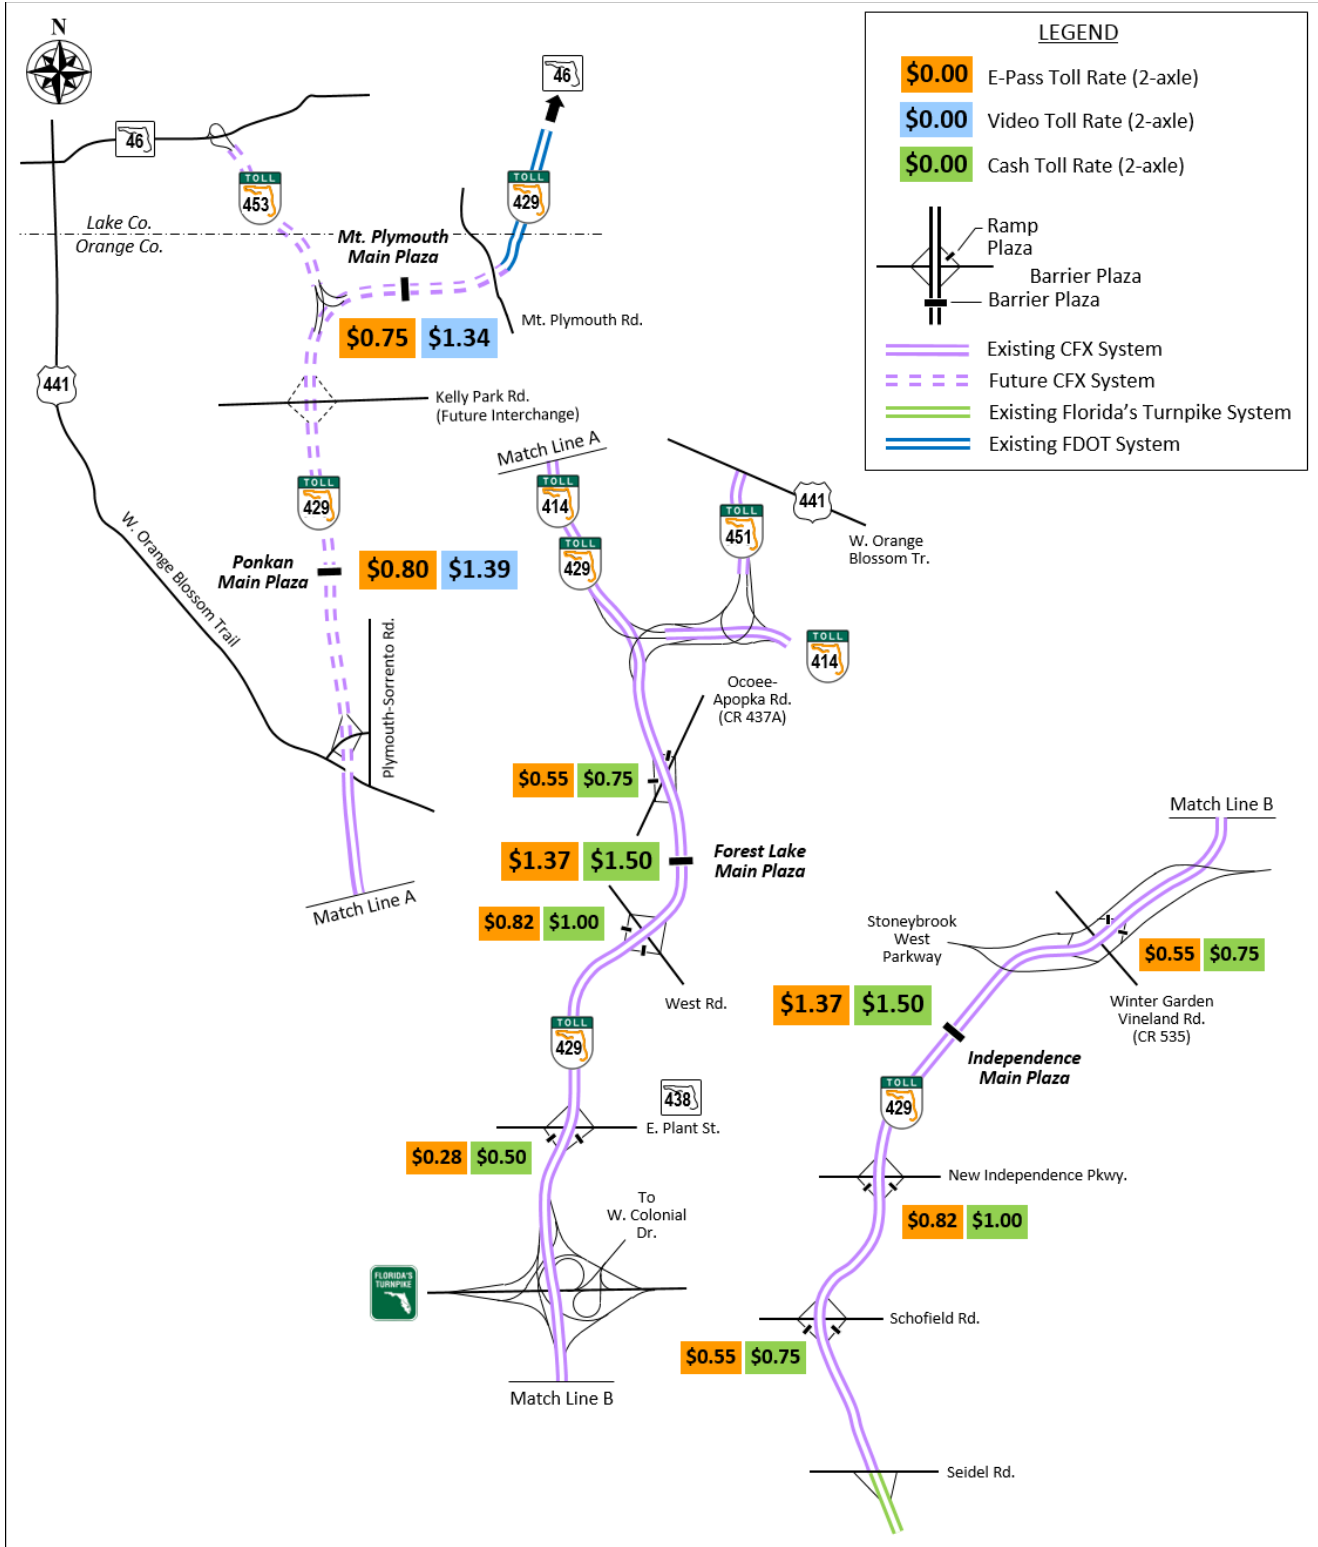 N
46
46
TOLL
453
TOLL
429
Lake Co.
Orange Co.
Mt. Plymouth
Main Plaza
$0.75 $1.34
Mt. Plymouth Rd.
441
Kelly Park Rd.
(Future Interchange)
TOLL
429
W. Orange Blossom Trail
Ponkan
Main Plaza
$0.80 $1.39
Plymouth-Sorrento Rd.
Match Line A
Match Line A
TOLL
414
TOLL
429
TOLL
451
441
W. Orange
Blossom Tr.
TOLL
414
Ocoee-
Apopka Rd.
(CR 437A)
$0.55 $0.75
$1.37 $1.50
Forest Lake
Main Plaza
$0.82 $1.00
West Rd.
TOLL
429
438
E. Plant St.
$0.28 $0.50
To
W. Colonial
Dr.
FLORIDA'S
TURNPIKE
Match Line B
Match Line B
Stoneybrook
West
Parkway
$0.55 $0.75
Winter Garden
Vineland Rd.
(CR 535)
$1.37 $1.50
Independence
Main Plaza
TOLL
429
New Independence Pkwy.
$0.82 $1.00
Schofield Rd.
$0.55 $0.75
Seidel Rd.
LEGEND
$0.00 E-Pass Toll Rate (2-axle)
$0.00 Video Toll Rate (2-axle)
$0.00 Cash Toll Rate (2-axle)
Ramp
Plaza
Barrier Plaza
Barrier Plaza
Existing CFX System
Future CFX System
Existing Florida's Turnpike System
Existing FDOT System